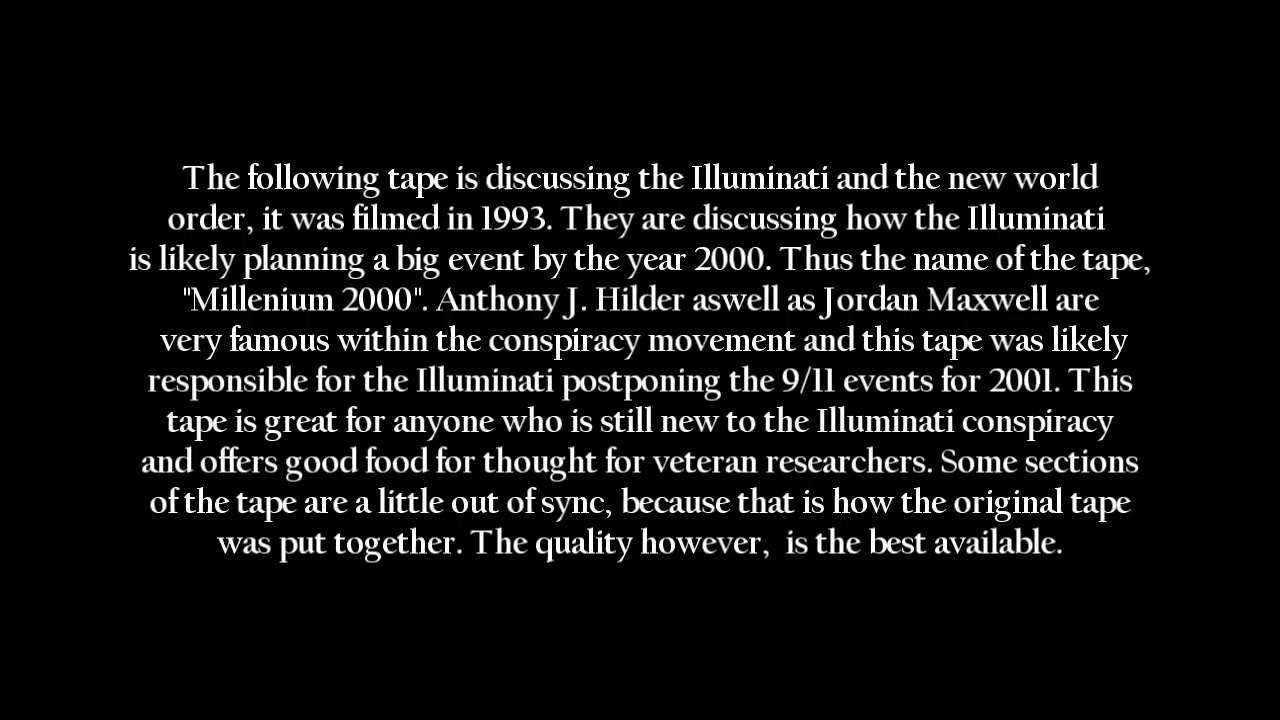 The following tape is discussing the Illuminati and the new world
order, it was filmed in 1993. They are discussing how the Illuminati
is likely planning a big event by the year 2000. Thus the name of the tape,
"Millenium 2000". Anthony J. Hilder aswell as Jordan Maxwell are
very famous within the conspiracy movement and this tape was likely
responsible for the Illuminati postponing the 9/11 events for 2001. This
tape is great for anyone who is still new to the Illuminati conspiracy
and offers good food for thought for veteran researchers. Some sections
of the tape are a little out of sync, because that is how the original tape
was put together. The quality however,  is the best available.